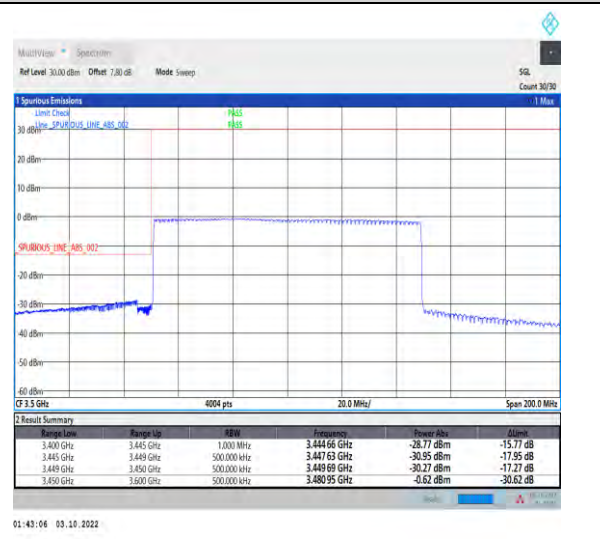 MultiView Spectrum
Ref Level 30.00 dBm Offset 7.80 dB Mode Sweep SGL
Count 30/30
1 Spurious Emissions 1 Max
Limit Check PASS
Line _SPURIOUS_LINE_ABS_002 PASS
30 dBm
20 dBm
10 dBm
0 dBm
_SPURIOUS_LINE_ABS_002
-20 dBm
-30 dBm
-40 dBm
-50 dBm
-60 dBm
CF 3.5 GHz 4004 pts 20.0 MHz/ Span 200.0 MHz
2 Result Summary
Range Low Range Up RBW Frequency Power Abs ΔLimit
3.400 GHz 3.445 GHz 1.000 MHz 3.444 66 GHz -28.77 dBm -15.77 dB
3.445 GHz 3.449 GHz 500.000 kHz 3.447 63 GHz -30.95 dBm -17.95 dB
3.449 GHz 3.450 GHz 500.000 kHz 3.449 69 GHz -30.27 dBm -17.27 dB
3.450 GHz 3.600 GHz 500.000 kHz 3.480 95 GHz -0.62 dBm -30.62 dB
01:43:06 03.10.2022